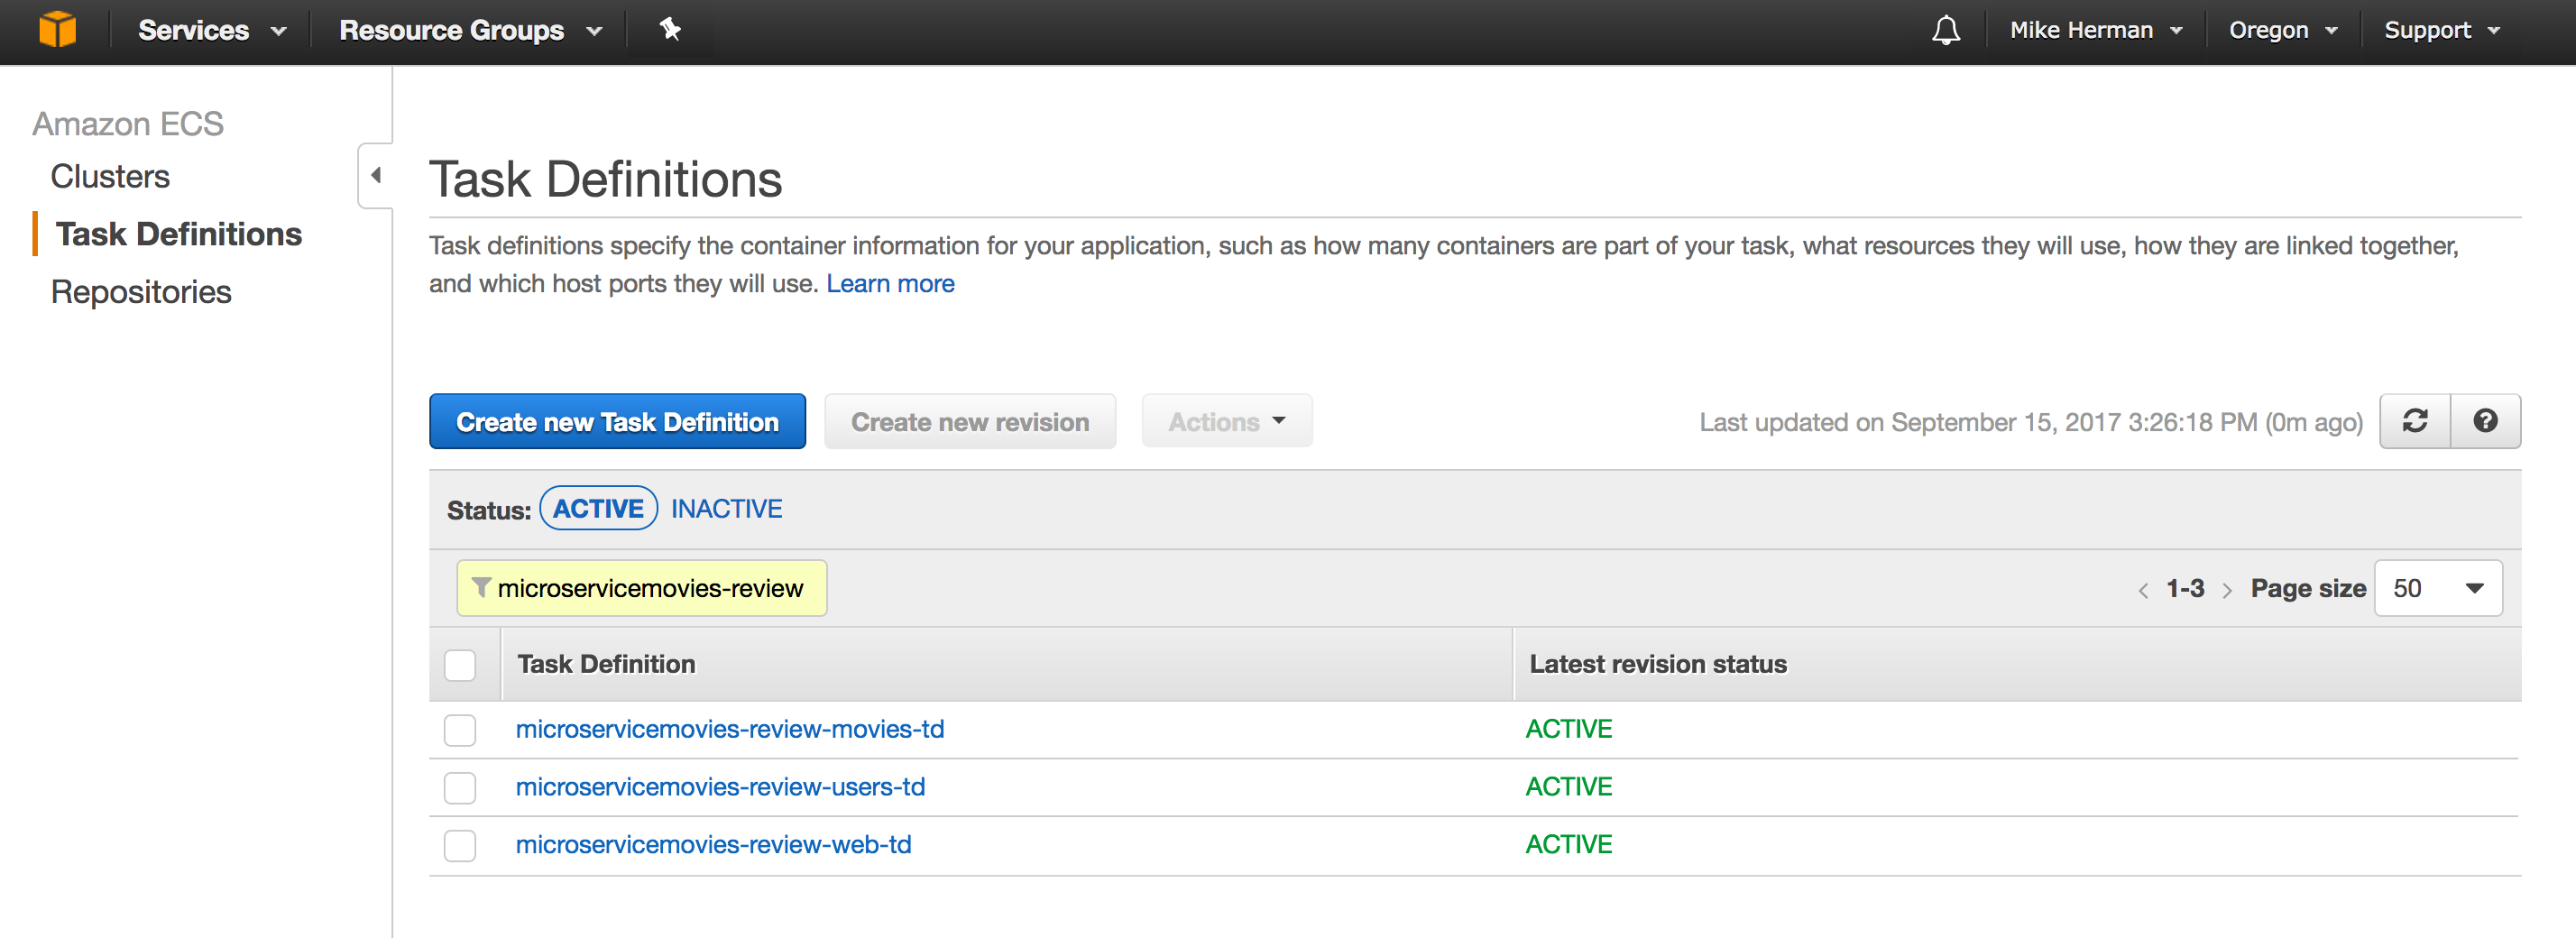 Services Resource Groups Mike Herman Oregon Support
Amazon ECS
Clusters
Task Definitions
Repositories
Task Definitions
Task definitions specify the container information for your application, such as how many containers are part of your task, what resources they will use, how they are linked together,
and which host ports they will use. Learn more
Create new Task Definition Create new revision Actions Last updated on September 15, 2017 3:26:18 PM (0m ago)
Status: ACTIVE INACTIVE
microservicemovies-review < 1-3 > Page size 50
Task Definition Latest revision status
microservicemovies-review-movies-td ACTIVE
microservicemovies-review-users-td ACTIVE
microservicemovies-review-web-td ACTIVE